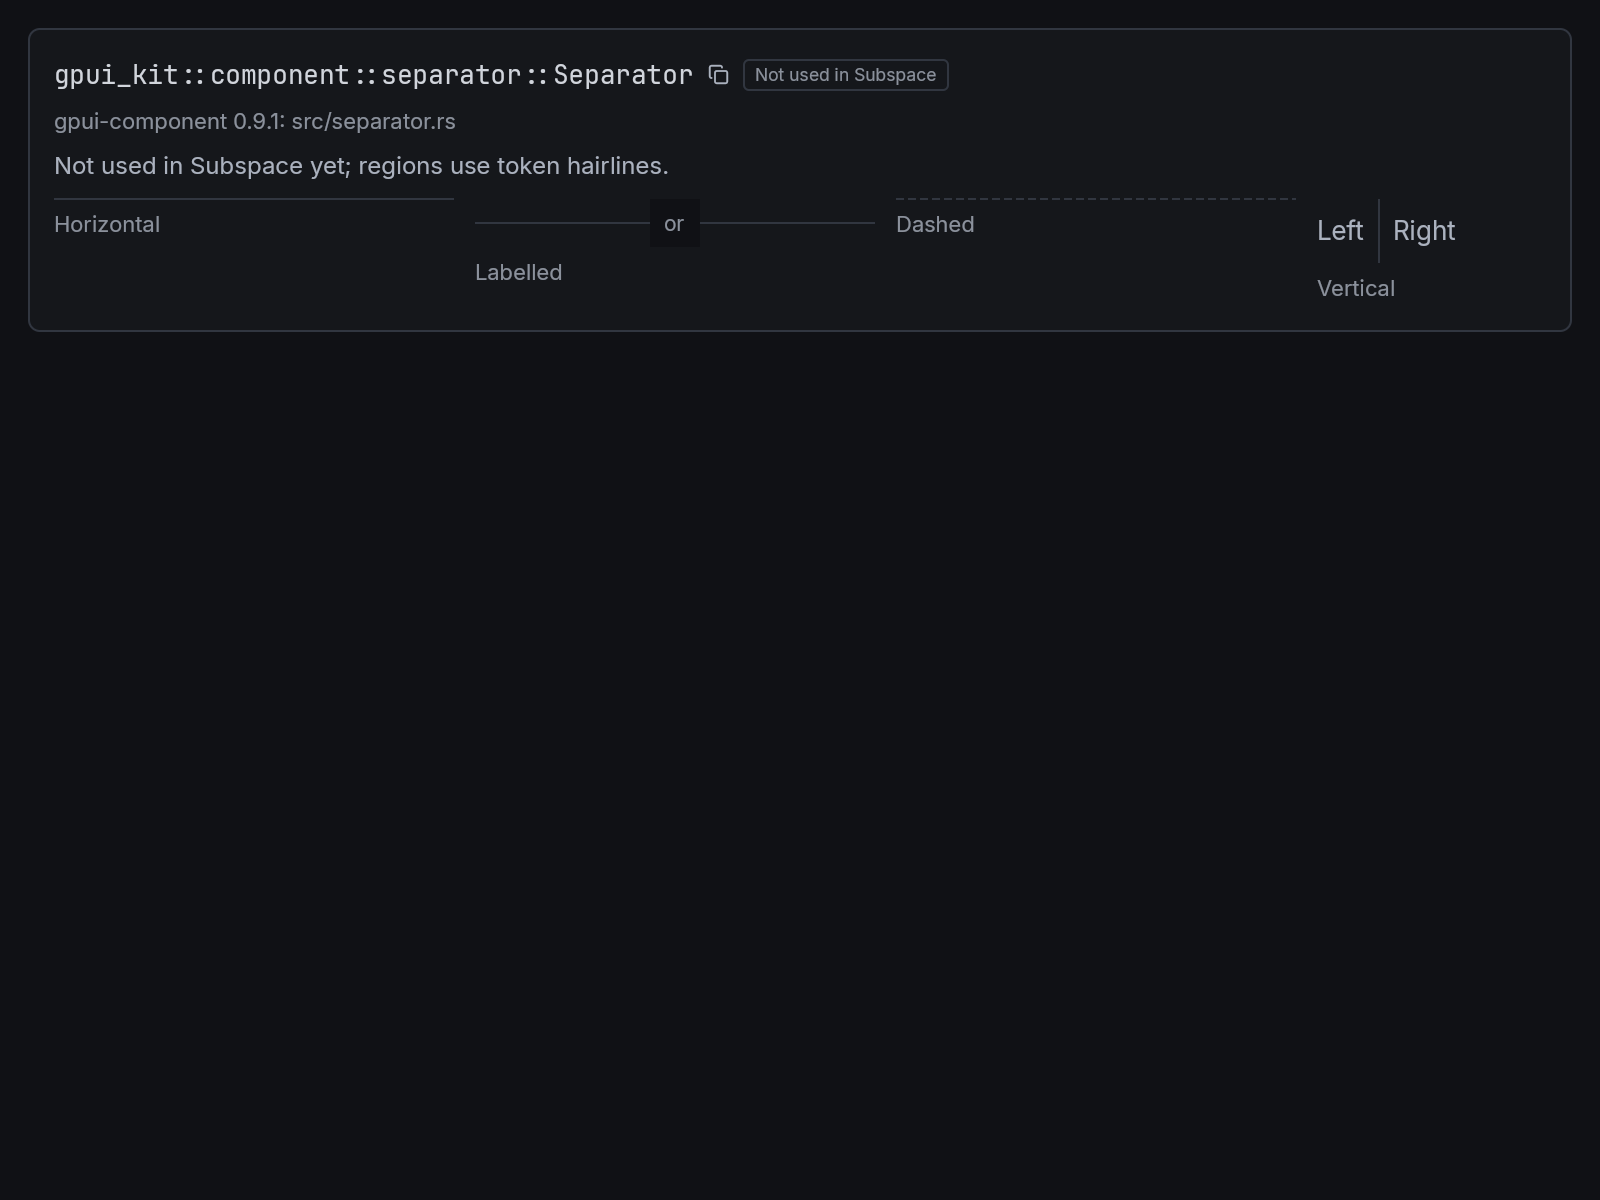 gpui_kit::component::separator::Separator
Not used in Subspace
gpui-component 0.9.1: src/separator.rs
Not used in Subspace yet; regions use token hairlines.
Horizontal
or
Labelled
Dashed
Left
Right
Vertical